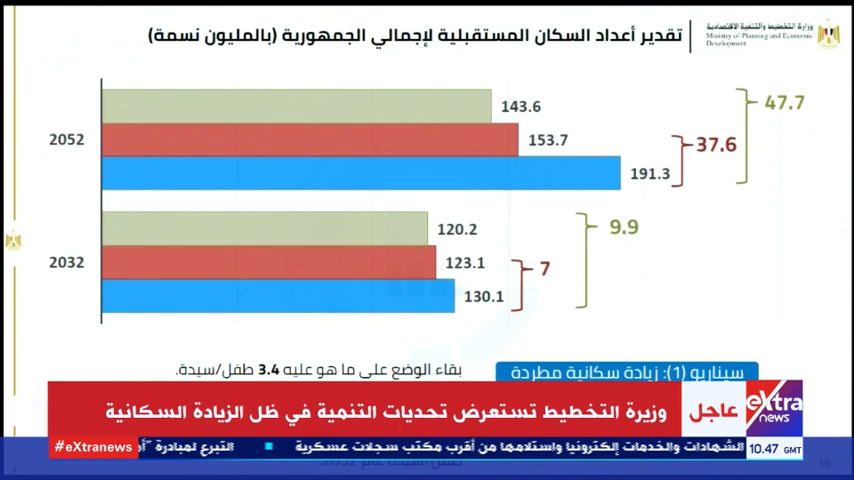 وزارة التخطيط والتنمية الاقتصادية
Ministry of Planning and Economic
Development
تقدير أعداد السكان المستقبلية لإجمالي الجمهورية (بالمليون نسمة)
2052
143.6
153.7
191.3
37.6
47.7
2032
120.2
123.1
130.1
7
9.9
سيناريو (1): زيادة سكانية مطردة
بقاء الوضع على ما هو عليه 3.4 طفل/سيدة.
عاجل
eXtra
news
وزيرة التخطيط تستعرض تحديات التنمية في ظل الزيادة السكانية
#eXtranews
الشهادات والخدمات إلكترونيا واستلامها من أقرب مكتب سجلات عسكرية
التبرع لمبادرة
10.47 GMT
19